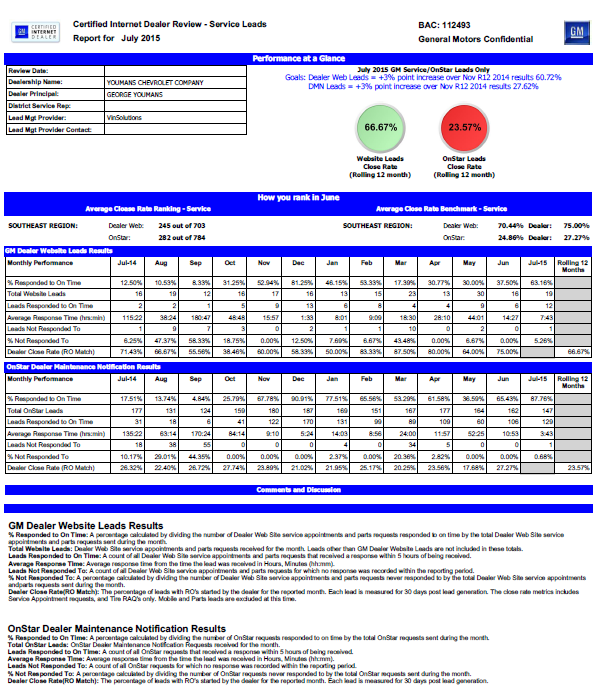 GM
CERTIFIED
INTERNET
DEALER
Certified Internet Dealer Review - Service Leads
Report for July 2015
BAC: 112493
General Motors Confidential
GM
Performance at a Glance
Review Date:
Dealership Name: YOUMANS CHEVROLET COMPANY
Dealer Principal: GEORGE YOUMANS
District Service Rep:
Lead Mgt Provider: VinSolutions
Lead Mgt Provider Contact:
July 2015 GM Service/OnStar Leads Only
Goals: Dealer Web Leads = +3% point increase over Nov R12 2014 results 60.72%
DMN Leads = +3% point increase over Nov R12 2014 results 27.62%
66.67% 23.57%
Website Leads OnStar Leads
Close Rate Close Rate
(Rolling 12 month) (Rolling 12 month)
How you rank in June
Average Closse Rate Ranking - Service Average Close Rate Benchmark - Service
SOUTHEAST REGION: Dealer Web: 245 out of 703 SOUTHEAST REGION: Dealer Web: 70.44% Dealer: 75.00%
OnStar: 282 out of 784 OnStar: 24.86% Dealer: 27.27%
GM Dealer Website Leads Results
Monthly Performance Jul-14 Aug Sep Oct Nov Dec Jan Feb Mar Apr May Jun Jul-15 Rolling 12 Months
% Responded to On Time 12.50% 10.53% 8.33% 31.25% 52.94% 81.25% 46.15% 53.33% 17.39% 30.77% 30.00% 37.50% 63.16%
Total Website Leads 16 19 12 16 17 16 13 15 23 13 30 16 19
Leads Responded to On Time 2 2 1 5 9 13 6 8 4 4 9 6 12
Average Response Time (hrs:min) 115:22 38:24 180:47 48:48 15:57 1:33 8:01 9:09 18:30 28:10 44:01 14:27 7:43
Leads Not Responded To 1 9 7 3 0 2 1 1 10 0 2 0 1
% Not Responded To 6.25% 47.37% 58.33% 18.75% 0.00% 12.50% 7.69% 6.67% 43.48% 0.00% 6.67% 0.00% 5.26%
Dealer Close Rate (RO Match) 71.43% 66.67% 55.56% 38.46% 60.00% 58.33% 50.00% 83.33% 87.50% 80.00% 64.00% 75.00% 66.67%
OnStar Dealer Maintenance Notification Results
Monthly Performance Jul-14 Aug Sep Oct Nov Dec Jan Feb Mar Apr May Jun Jul-15 Rolling 12 Months
% Responded to On Time 17.51% 13.74% 4.84% 25.79% 67.78% 90.91% 77.51% 65.56% 53.29% 61.58% 36.59% 65.43% 87.76%
Total OnStar Leads 177 131 124 159 180 187 169 151 167 177 164 162 147
Leads Responded to On Time 31 18 6 41 122 170 131 99 89 109 60 106 129
Average Response Time (hrs:min) 135:22 63:14 170:24 84:14 9:10 5:24 14:03 8:56 24:00 11:57 52:25 10:53 3:43
Leads Not Responded To 18 38 55 0 0 0 4 0 34 5 0 0 1
% Not Responded To 10.17% 29.01% 44.35% 0.00% 0.00% 0.00% 2.37% 0.00% 20.36% 2.82% 0.00% 0.00% 0.68%
Dealer Close Rate (RO Match) 26.32% 22.40% 26.72% 27.74% 23.89% 21.02% 21.95% 25.17% 20.25% 23.56% 17.68% 27.27% 23.57%
Comments and Discussion
GM Dealer Website Leads Results
% Responded to On Time: A percentage calculated by dividing the number of Dealer Web Site service appointments and parts requests responded to on time by the total Dealer Web Site service
appointments and parts requests sent during the month.
Total Website Leads: Dealer Web Site service appointments and parts requests received for the month. Leads other than GM Dealer Website Leads are not included in these totals.
Leads Responded to On Time: A count of all Dealer Web Site service appointments and parts requests that received a response within 5 hours of being received.
Average Response Time: Average response time from the time the lead was received in Hours, Minutes (hh:mm).
Leads Not Responded To: A count of all Dealer Web Site service appointments and parts requests for which no response was recorded within the reporting period.
% Not Responded To: A percentage calculated by dividing the number of Dealer Web Site service appointments and parts requests never responded to by the total Dealer Web Site service appointments
andparts requests sent during the month.
Dealer Close Rate(RO Match): The percentage of leads with RO's started by the dealer for the reported month. Each lead is measured for 30 days post lead generation. The close rate metrics includes
Service Appointment requests, and Tire RAQ's only. Mobile and Parts leads are excluded at this time.
OnStar Dealer Maintenance Notification Results
% Responded to On Time: A percentage calculated by dividing the number of OnStar requests responded to on time by the total OnStar requests sent during the month.
Total OnStar Leads: OnStar Dealer Maintenance Notification Requests received for the month.
Leads Responded to On Time: A count of all OnStar requests that received a response within 5 hours of being received.
Average Response Time: Average response time from the time the lead was received in Hours, Minutes (hh:mm).
Leads Not Responded To: A count of all OnStar requests for which no response was recorded within the reporting period.
% Not Responded To: A percentage calculated by dividing the number of OnStar requests never responded to by the total OnStar requests sent during the month.
Dealer Close Rate(RO Match): The percentage of leads with RO's started by the dealer for the reported month. Each lead is measured for 30 days post lead generation.